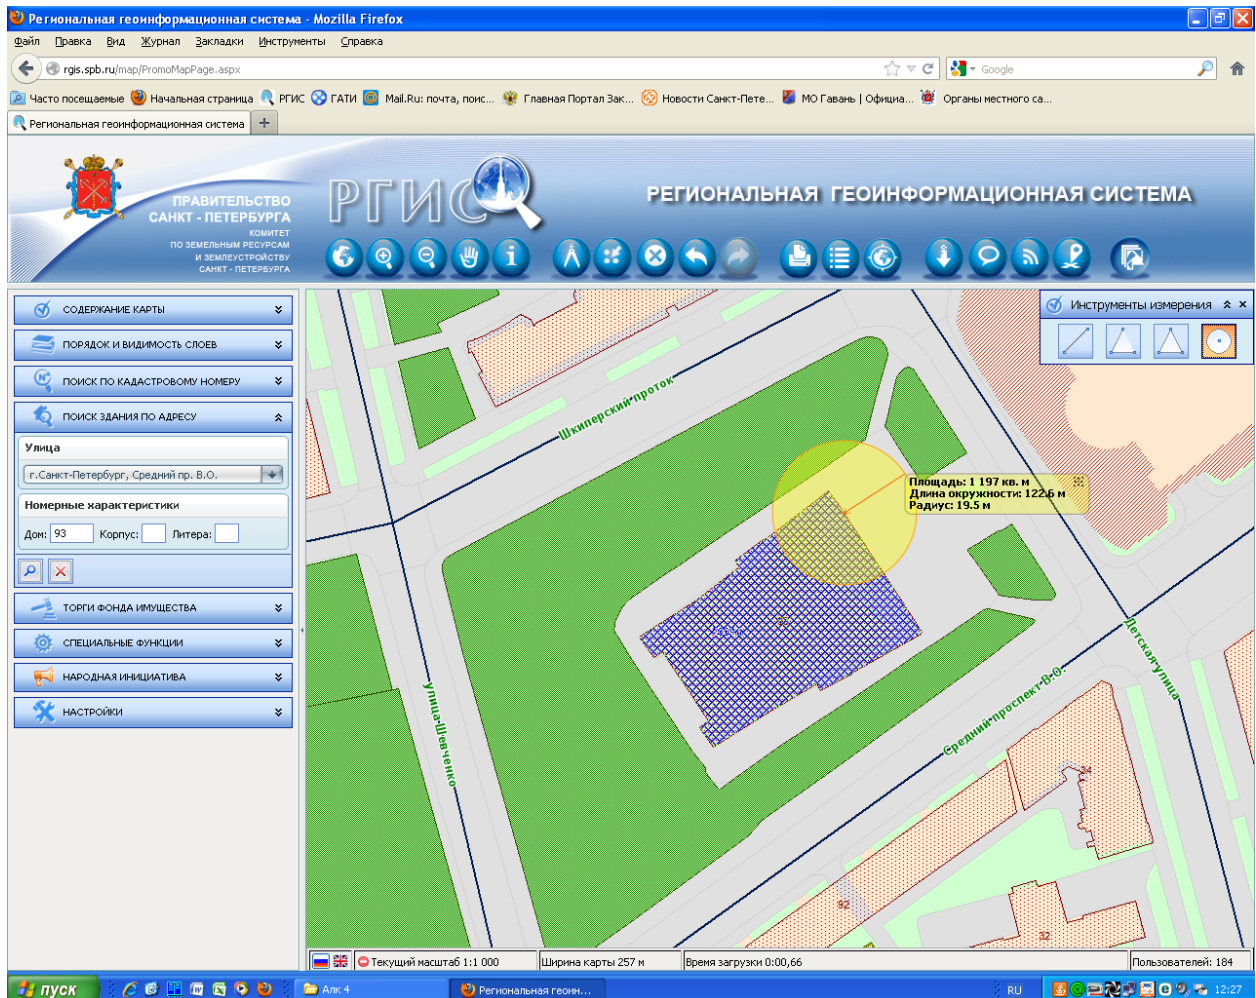 Региональная геоинформационная система - Mozilla Firefox
Файл Правка Вид Журнал Закладки Инструменты Справка
rgis.spb.ru/map/PromoMapPage.aspx
Google
Часто посещаемые Начальная страница РГИС ГАТИ Mail.Ru: почта, поис... Главная Портал Зак... Новости Санкт-Пете... МО Гавань | Официа... Органы местного са...
Региональная геоинформационная система
ПРАВИТЕЛЬСТВО
САНКТ - ПЕТЕРБУРГА
КОМИТЕТ
ПО ЗЕМЕЛЬНЫМ РЕСУРСАМ
И ЗЕМЛЕУСТРОЙСТВУ
САНКТ - ПЕТЕРБУРГА
РГИС
РЕГИОНАЛЬНАЯ ГЕОИНФОРМАЦИОННАЯ СИСТЕМА
СОДЕРЖАНИЕ КАРТЫ
ПОРЯДОК И ВИДИМОСТЬ СЛОЕВ
ПОИСК ПО КАДАСТРОВОМУ НОМЕРУ
ПОИСК ЗДАНИЯ ПО АДРЕСУ
Улица
г.Санкт-Петербург, Средний пр. В.О.
Номерные характеристики
Дом: 93 Корпус: Литера:
ТОРГИ ФОНДА ИМУЩЕСТВА
СПЕЦИАЛЬНЫЕ ФУНКЦИИ
НАРОДНАЯ ИНИЦИАТИВА
НАСТРОЙКИ
Инструменты измерения
Шкиперский проток
Площадь: 1 197 кв. м
Длина окружности: 122.6 м
Радиус: 19.5 м
улица Шевченко
Детская улица
Средний проспект В.О.
24
92
32
Текущий масштаб 1:1 000
Ширина карты 257 м
Время загрузки 0:00,66
Пользователей: 184
пуск
Алк 4
Региональная геоин...
RU
12:27